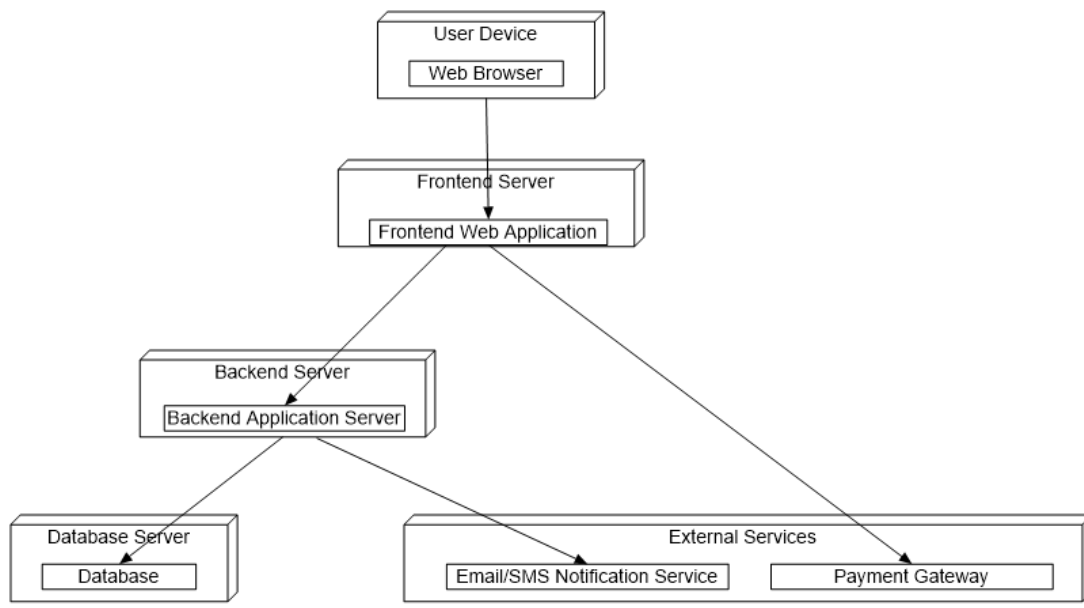 User Device
Web Browser
Frontend Server
Frontend Web Application
Backend Server
Backend Application Server
Database Server
Database
External Services
Email/SMS Notification Service
Payment Gateway